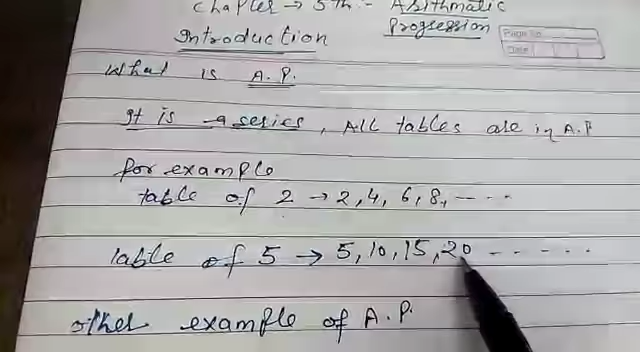 Chapter → 5th - Arithmatic
Progression
Introduction
Page No.
Date
What is A.P.
It is a series, All tables are in A.P
for example
table of 2 → 2, 4, 6, 8, - - - -
table of 5 → 5, 10, 15, 20 - - - - - -
other example of A.P.